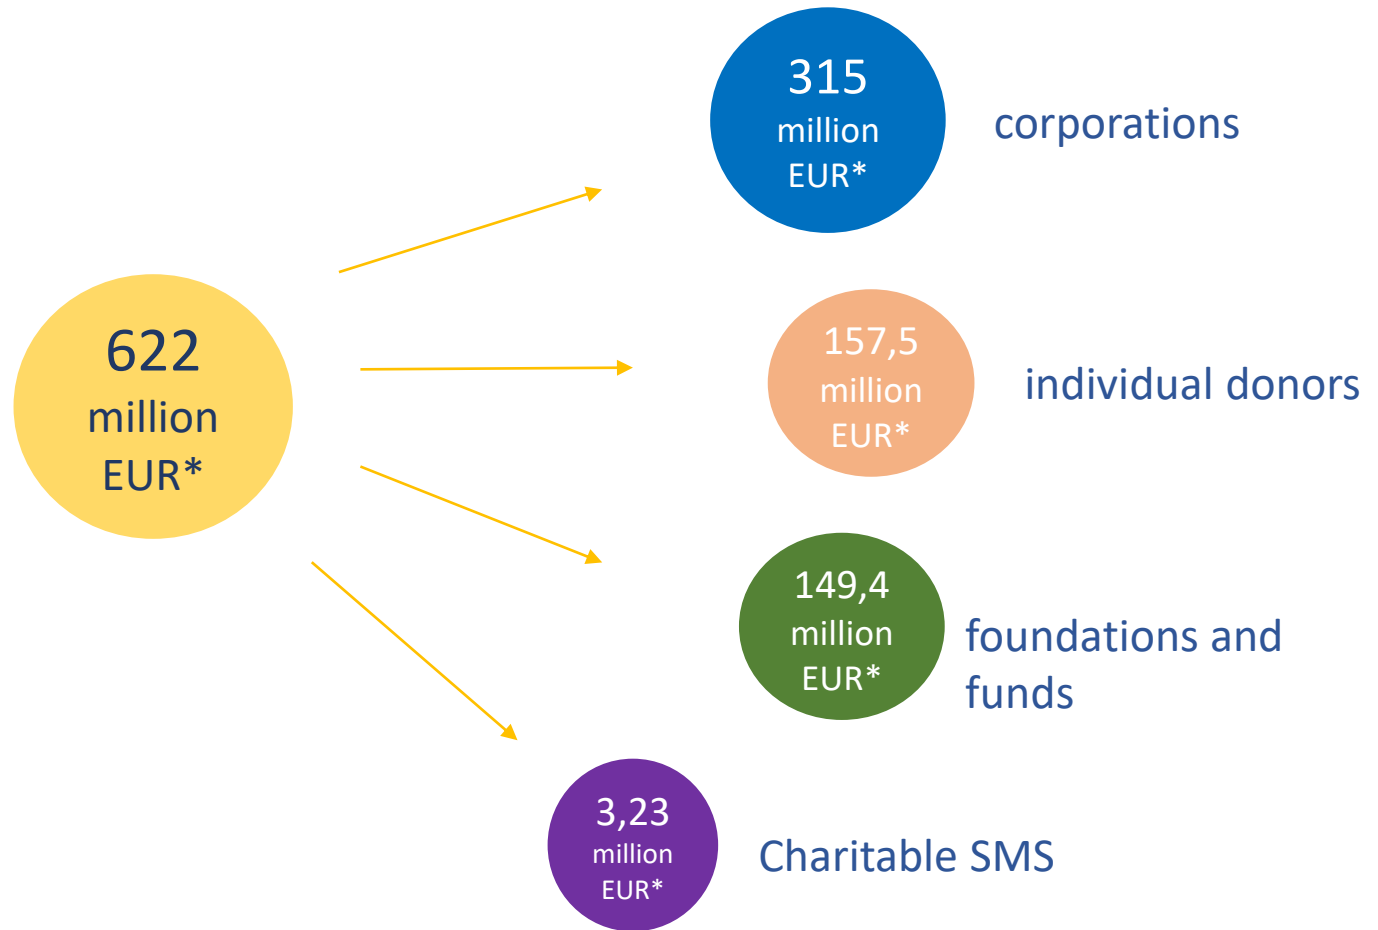 315
million
EUR*
corporations
622
million
EUR*
157,5
million
EUR*
individual donors
149,4
million
EUR*
foundations and
funds
3,23
million
EUR*
Charitable SMS